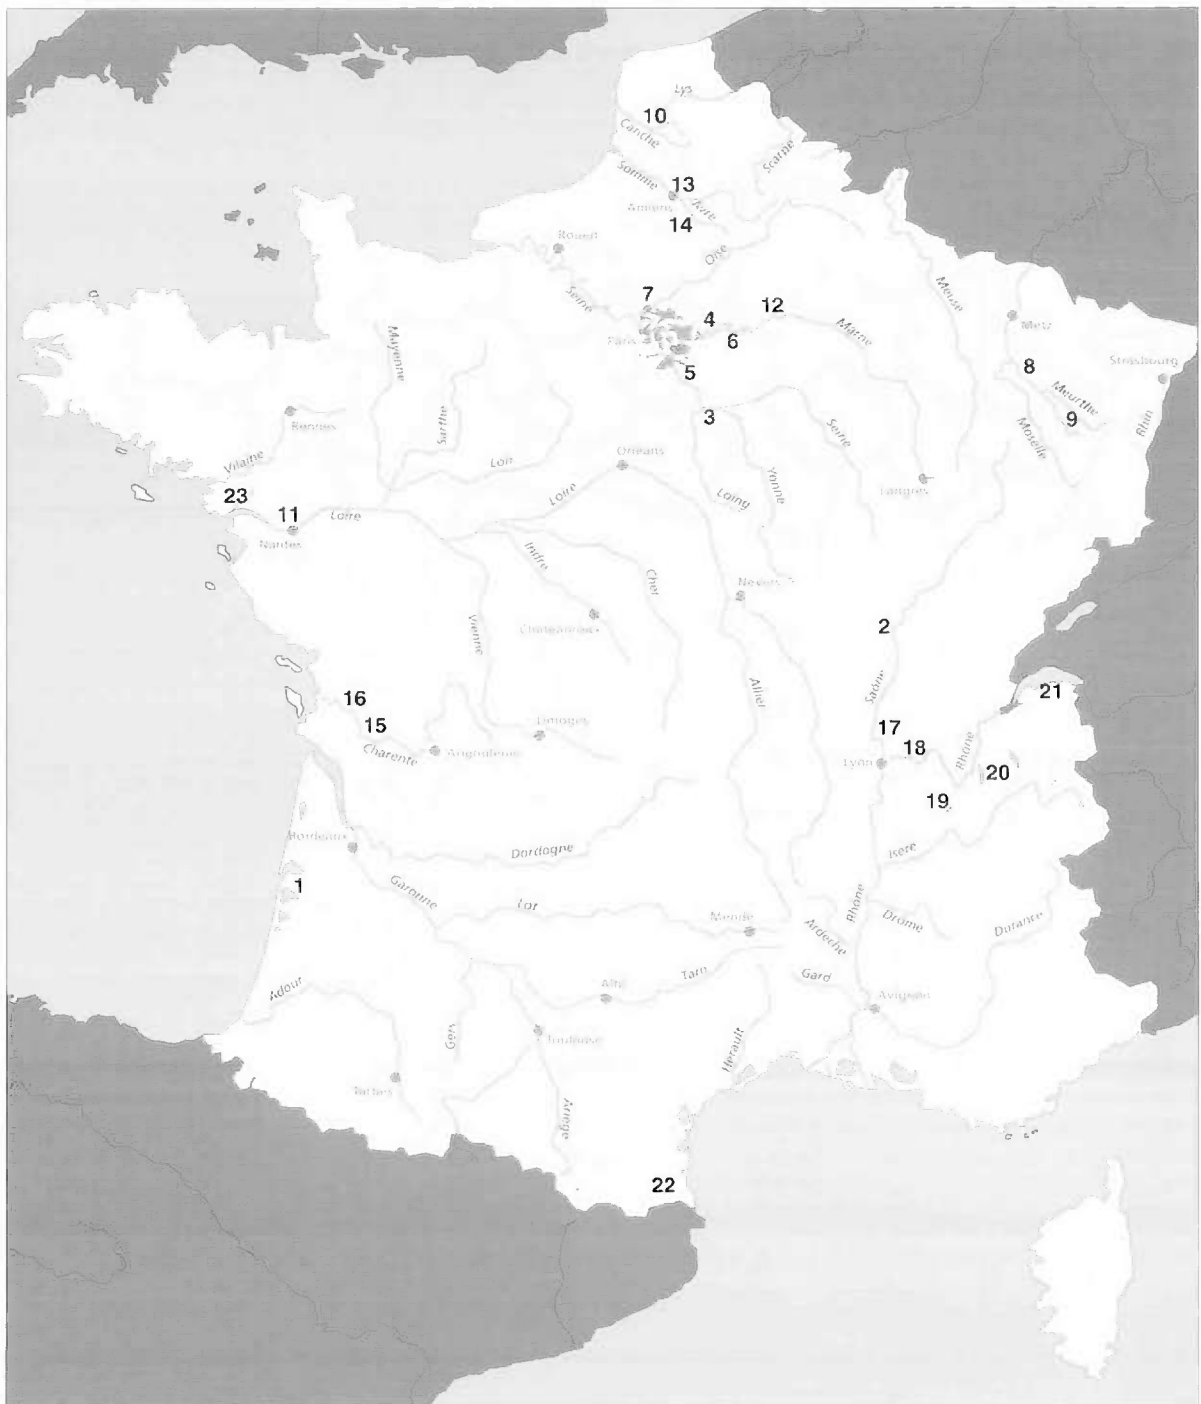 Lys
10
Canche
Scarpe
Somme
13
Amiens
Avre
14
Rouen
Oise
Seine
7
4
12
Meuse
Metz
Paris
6
Marne
Mayenne
8
Strasbourg
5
Meurthe
9
Rhin
3
Rennes
Sarthe
Seine
Moselle
Orléans
Vilaine
Loir
Yonne
Langres
23
Loire
Loing
11
Loire
Nantes
Indre
Cher
Nevers
2
Vienne
Allier
Saône
21
16
15
17
Limoges
18
Charente
Angoulême
Lyon
Rhône
20
19
Bordeaux
Dordogne
Isère
1
Garonne
Lot
Mende
Rhône
Drôme
Durance
Ardèche
Adour
Tarn
Gard
Albi
Avignon
Gers
Toulouse
Hérault
Tarbes
Ariège
22